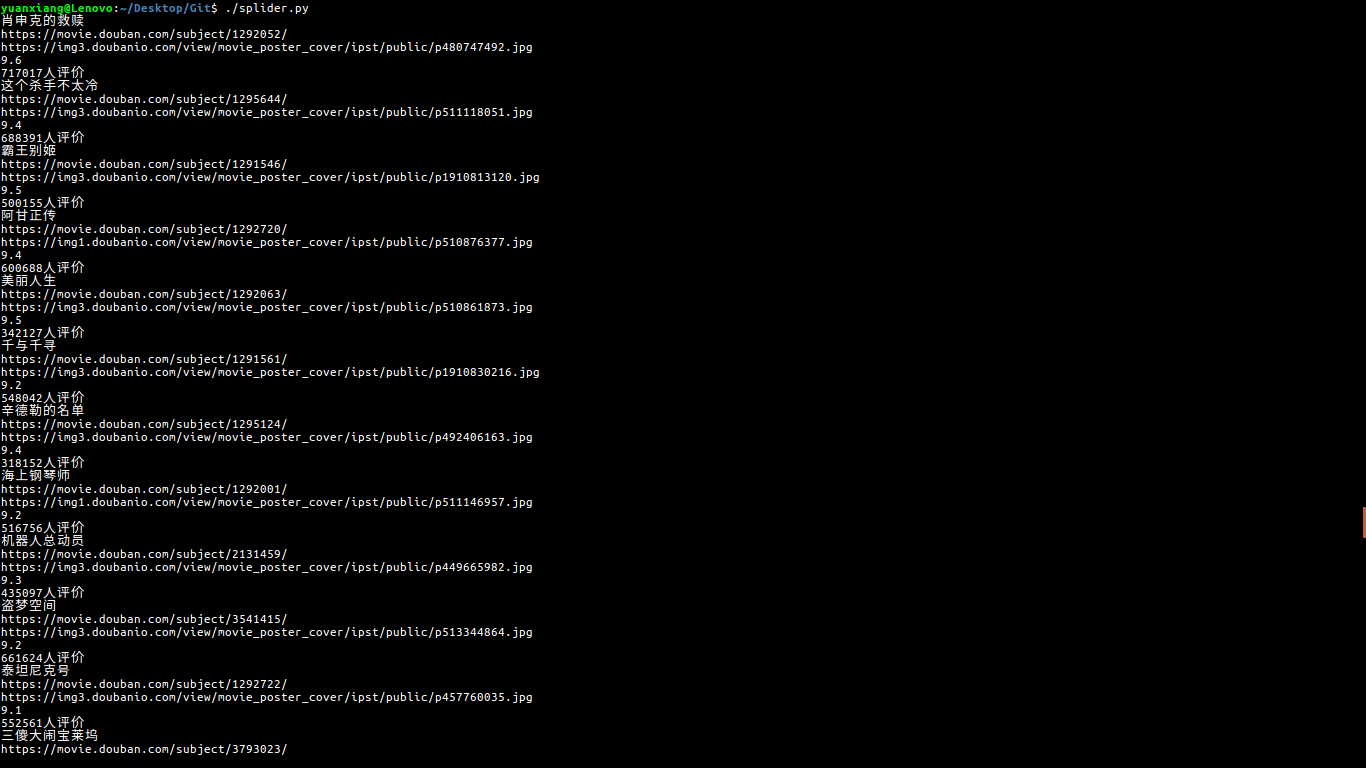 yuanxiang@Lenovo:~/Desktop/Git$ ./splider.py
肖申克的救赎
https://movie.douban.com/subject/1292052/
https://img3.doubanio.com/view/movie_poster_cover/ipst/public/p480747492.jpg
9.6
717017人评价
这个杀手不太冷
https://movie.douban.com/subject/1295644/
https://img3.doubanio.com/view/movie_poster_cover/ipst/public/p511118051.jpg
9.4
688391人评价
霸王别姬
https://movie.douban.com/subject/1291546/
https://img3.doubanio.com/view/movie_poster_cover/ipst/public/p1910813120.jpg
9.5
500155人评价
阿甘正传
https://movie.douban.com/subject/1292720/
https://img1.doubanio.com/view/movie_poster_cover/ipst/public/p510876377.jpg
9.4
600688人评价
美丽人生
https://movie.douban.com/subject/1292063/
https://img3.doubanio.com/view/movie_poster_cover/ipst/public/p510861873.jpg
9.5
342127人评价
千与千寻
https://movie.douban.com/subject/1291561/
https://img3.doubanio.com/view/movie_poster_cover/ipst/public/p1910830216.jpg
9.2
548042人评价
辛德勒的名单
https://movie.douban.com/subject/1295124/
https://img3.doubanio.com/view/movie_poster_cover/ipst/public/p492406163.jpg
9.4
318152人评价
海上钢琴师
https://movie.douban.com/subject/1292001/
https://img1.doubanio.com/view/movie_poster_cover/ipst/public/p511146957.jpg
9.2
516756人评价
机器人总动员
https://movie.douban.com/subject/2131459/
https://img3.doubanio.com/view/movie_poster_cover/ipst/public/p449665982.jpg
9.3
435097人评价
盗梦空间
https://movie.douban.com/subject/3541415/
https://img3.doubanio.com/view/movie_poster_cover/ipst/public/p513344864.jpg
9.2
661624人评价
泰坦尼克号
https://movie.douban.com/subject/1292722/
https://img3.doubanio.com/view/movie_poster_cover/ipst/public/p457760035.jpg
9.1
552561人评价
三傻大闹宝莱坞
https://movie.douban.com/subject/3793023/